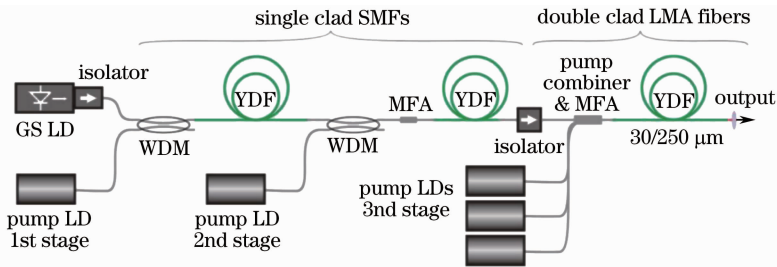 single clad SMFs
double clad LMA fibers
isolator
GS LD
WDM
YDF
WDM
MFA
YDF
isolator
pump
combiner
& MFA
YDF
output
30/250 μm
pump LD
1st stage
pump LD
2nd stage
pump LDs
3nd stage